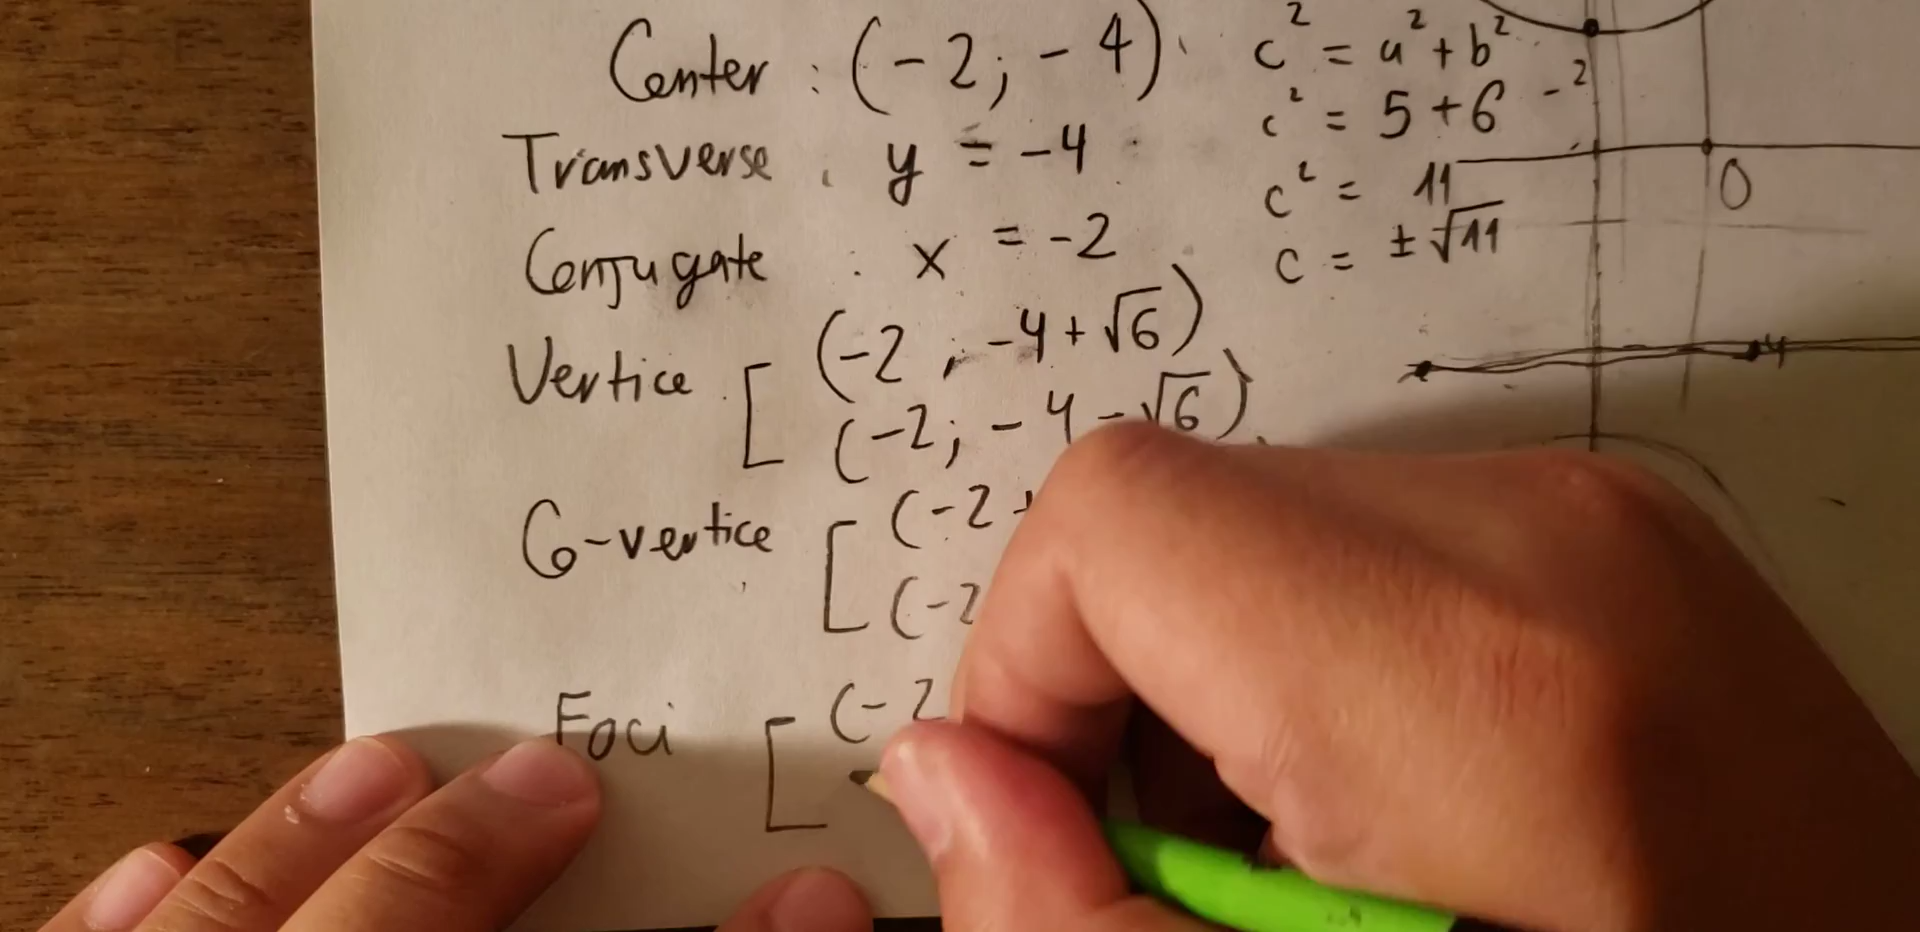 Center : (-2; -4)
Transverse : y = -4
Conjugate : x = -2
Vertice [ (-2 ; -4 + √6)
(-2; -4 - √6)
Co-vertice [ (-2 +
(-2
Foci [ (-2
c² = a² + b²
c² = 5 + 6
c² = 11
c = ± √11
-2
0
-4